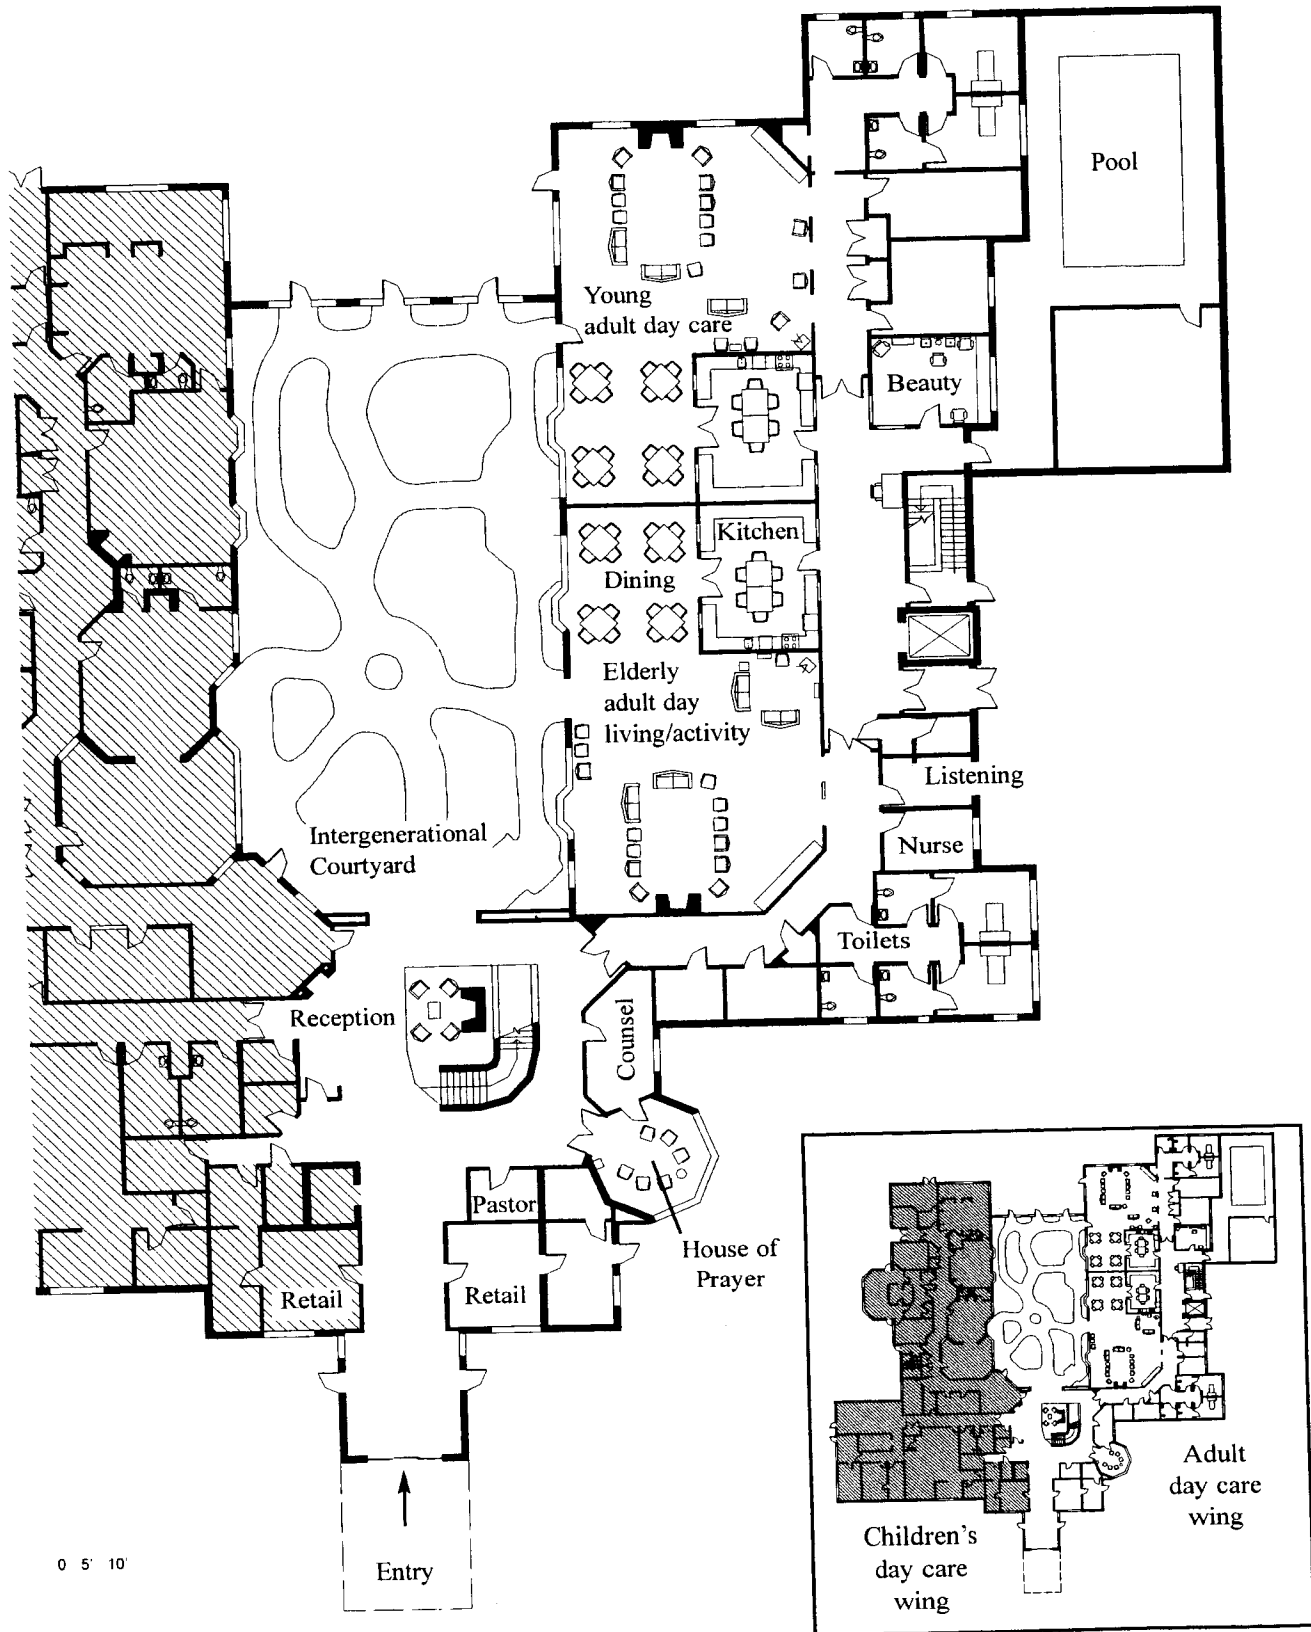 Pool
Young
adult day care
Beauty
Kitchen
Dining
Elderly
adult day
living/activity
Listening
Intergenerational
Courtyard
Nurse
Toilets
Reception
Counsel
Pastor
House of
Prayer
Retail
Retail
Entry
0 5' 10'
Adult
day care
wing
Children's
day care
wing